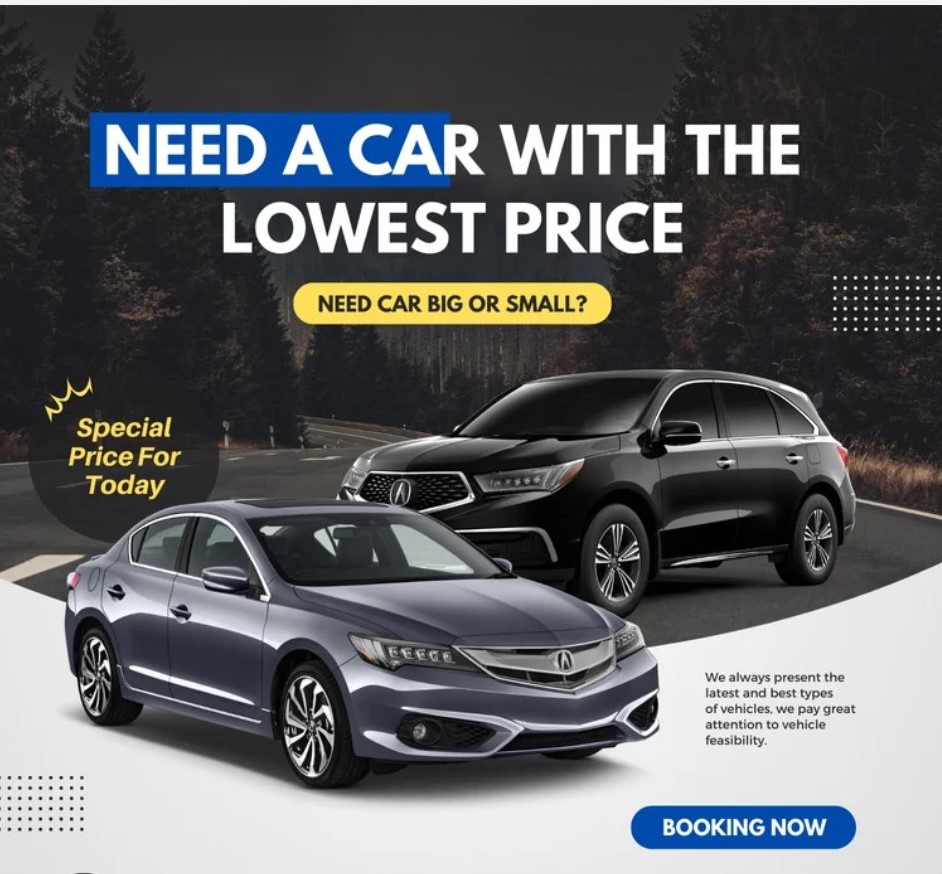 NEED A CAR WITH THE
LOWEST PRICE
NEED CAR BIG OR SMALL?
Special
Price For
Today
We always present the
latest and best types
of vehicles, we pay great
attention to vehicle
feasibility.
BOOKING NOW